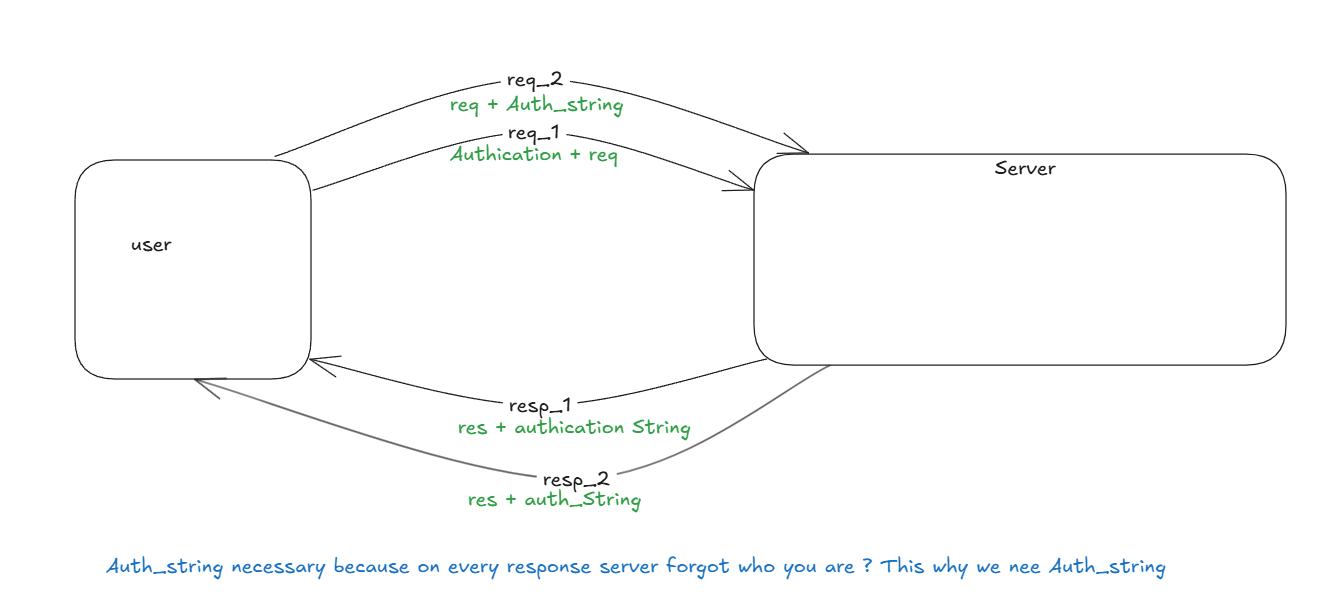 req_2
req + Auth_string
req_1
Authication + req
Server
user
resp_1
res + authication String
resp_2
res + auth_String
Auth_string necessary because on every response server forgot who you are ? This why we nee Auth_string